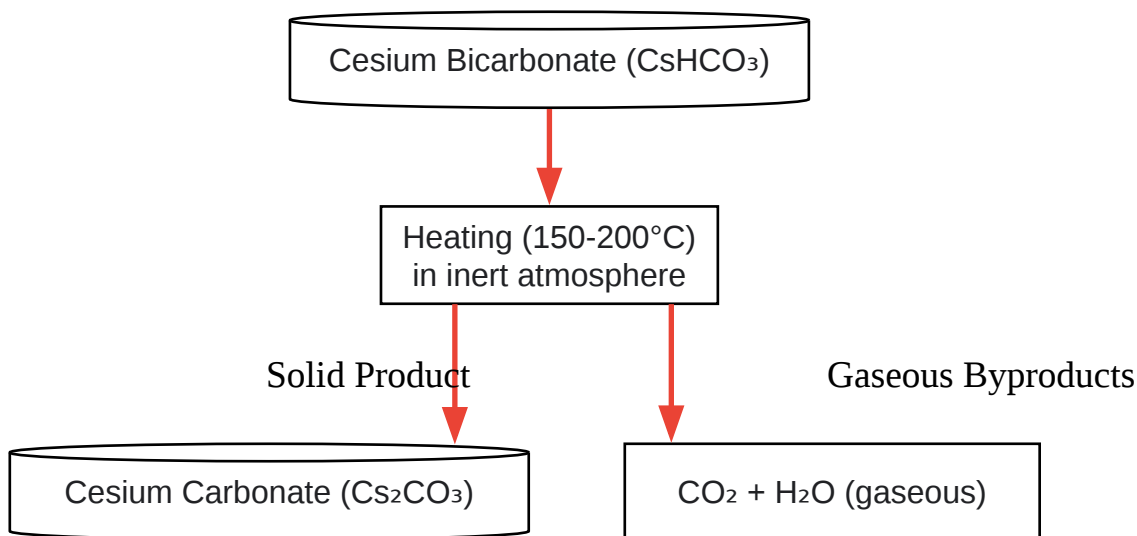 Cesium Bicarbonate (CsHCO₃)
Heating (150-200°C)
in inert atmosphere
Solid Product
Gaseous Byproducts
Cesium Carbonate (Cs₂CO₃)
CO₂ + H₂O (gaseous)